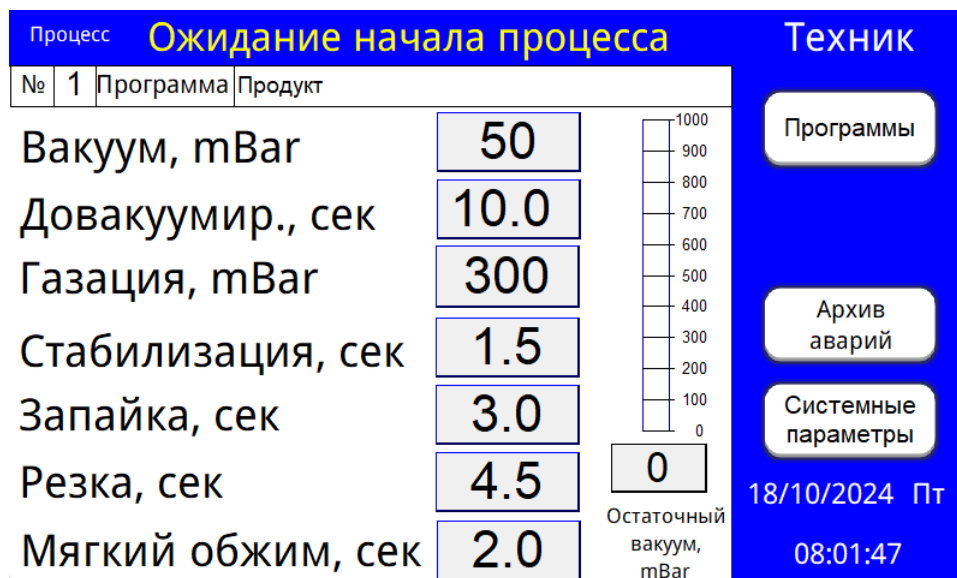 Процесс Ожидание начала процесса Техник
№ 1 Программа Продукт
Вакуум, mBar 50
Довакуумир., сек 10.0
Газация, mBar 300
Стабилизация, сек 1.5
Запайка, сек 3.0
Резка, сек 4.5
Мягкий обжим, сек 2.0
1000
900
800
700
600
500
400
300
200
100
0
0
Остаточный
вакуум,
mBar
Программы
Архив
аварий
Системные
параметры
18/10/2024 Пт
08:01:47